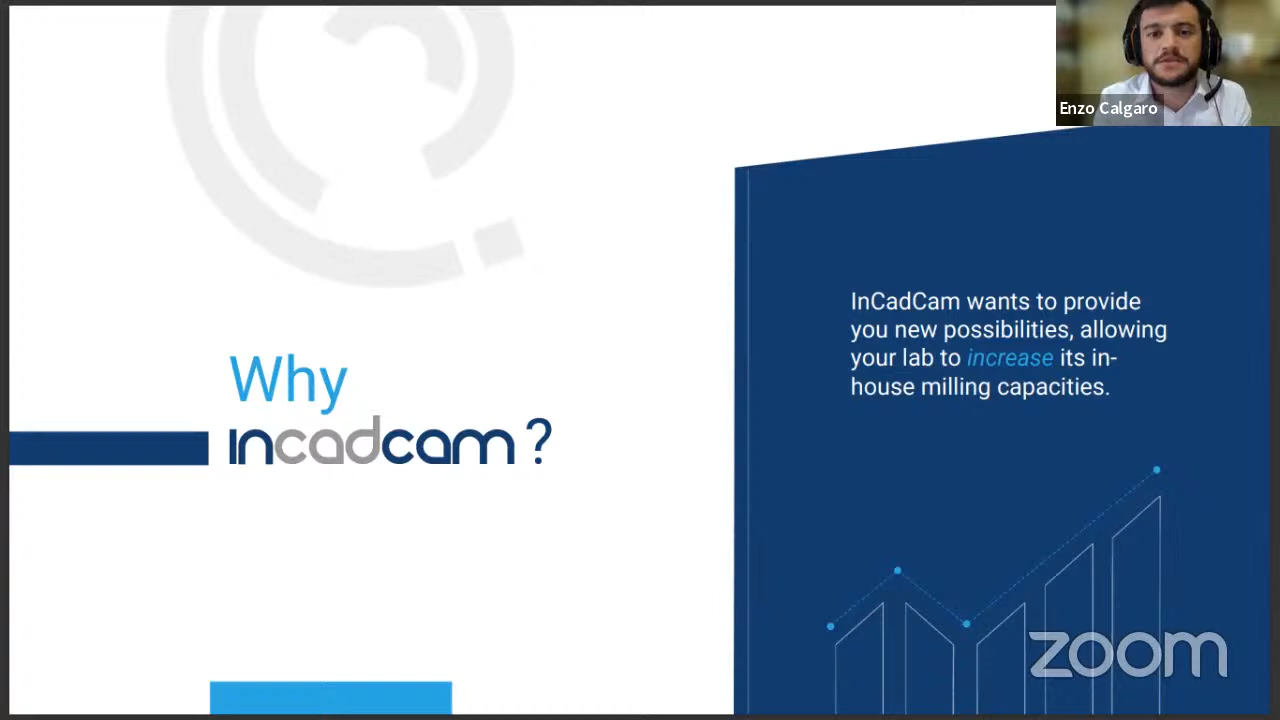 Enzo Calgaro
Why
incadcam ?
InCadCam wants to provide
you new possibilities, allowing
your lab to increase its in-
house milling capacities.
zoom